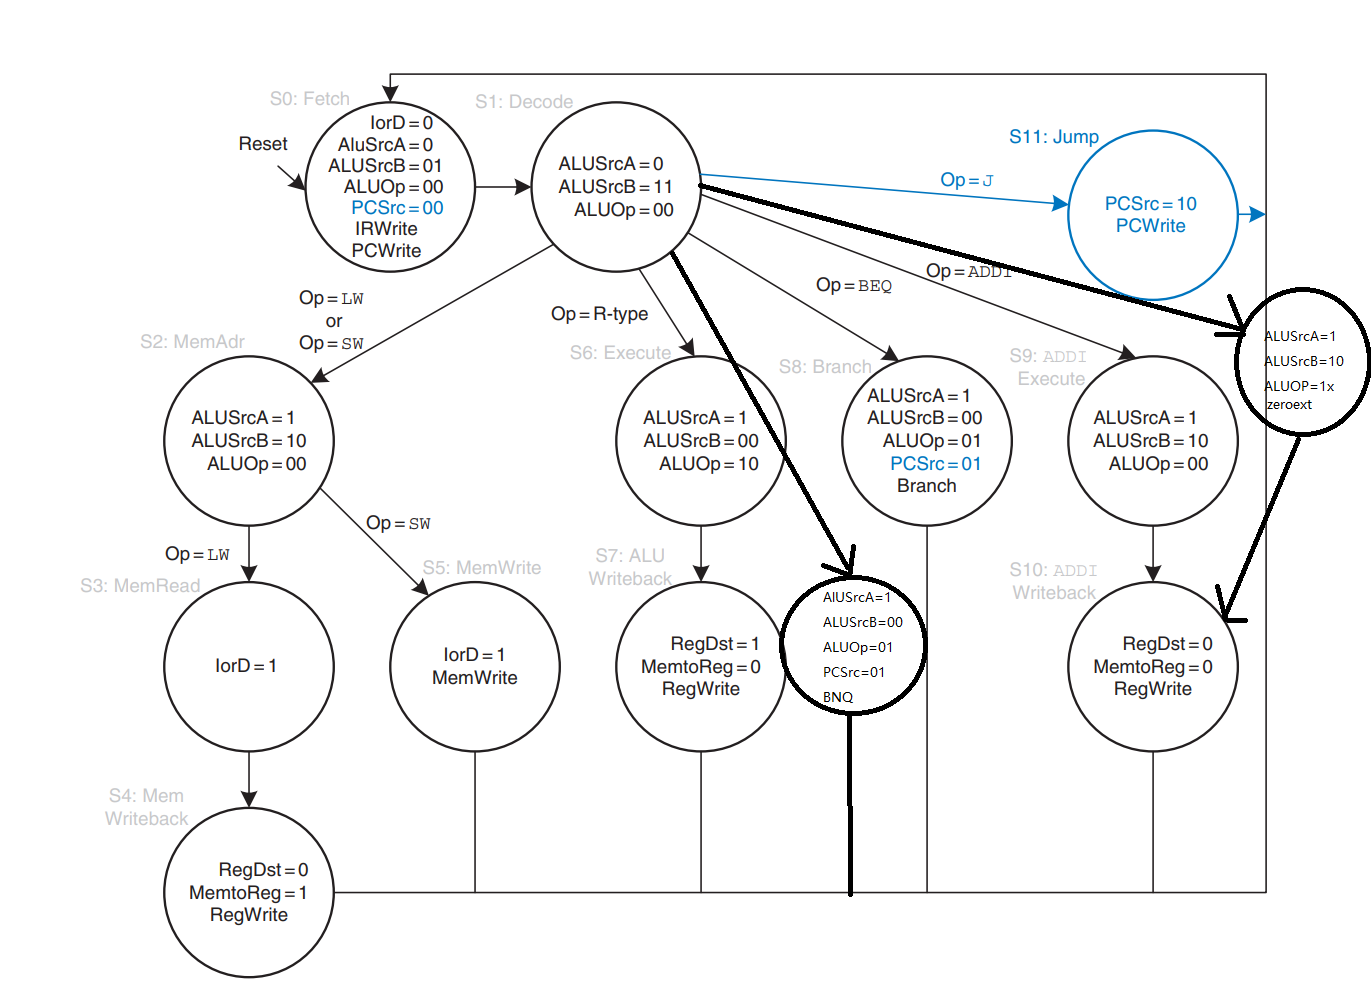 S0: Fetch
Reset
IorD=0
AluSrcA=0
ALUSrcB=01
ALUOp=00
PCSrc=00
IRWrite
PCWrite
S1: Decode
ALUSrcA=0
ALUSrcB=11
ALUOp=00
S11: Jump
Op=J
PCSrc=10
PCWrite
Op=LW
or
Op=SW
Op=R-type
Op=BEQ
Op=ADDI
S2: MemAdr
ALUSrcA=1
ALUSrcB=10
ALUOp=00
S6: Execute
ALUSrcA=1
ALUSrcB=00
ALUOp=10
S8: Branch
ALUSrcA=1
ALUSrcB=00
ALUOp=01
PCSrc=01
Branch
S9: ADDI
Execute
ALUSrcA=1
ALUSrcB=10
ALUOp=00
ALUSrcA=1
ALUSrcB=10
ALUOP=1x
zeroext
Op=LW
Op=SW
S3: MemRead
IorD=1
S5: MemWrite
IorD=1
MemWrite
S7: ALU
Writeback
RegDst=1
MemtoReg=0
RegWrite
AlUSrcA=1
ALUSrcB=00
ALUOp=01
PCSrc=01
BNQ
S10: ADDI
Writeback
RegDst=0
MemtoReg=0
RegWrite
S4: Mem
Writeback
RegDst=0
MemtoReg=1
RegWrite